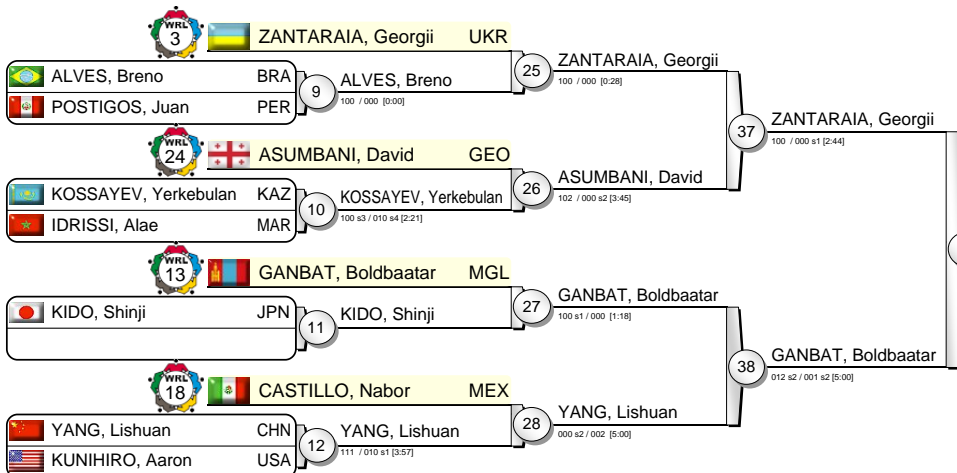 WRL 3 ZANTARAIA, Georgii UKR
ALVES, Breno BRA
POSTIGOS, Juan PER
9 ALVES, Breno
100 / 000 [0:00]
25 ZANTARAIA, Georgii
100 / 000 [0:28]
WRL 24 ASUMBANI, David GEO
KOSSAYEV, Yerkebulan KAZ
IDRISSI, Alae MAR
10 KOSSAYEV, Yerkebulan
100 s3 / 010 s4 [2:21]
26 ASUMBANI, David
102 / 000 s2 [3:45]
37 ZANTARAIA, Georgii
100 / 000 s1 [2:44]
WRL 13 GANBAT, Boldbaatar MGL
KIDO, Shinji JPN
11 KIDO, Shinji
27 GANBAT, Boldbaatar
100 s1 / 000 [1:18]
WRL 18 CASTILLO, Nabor MEX
YANG, Lishuan CHN
KUNIHIRO, Aaron USA
12 YANG, Lishuan
111 / 010 s1 [3:57]
28 YANG, Lishuan
000 s2 / 002 [5:00]
38 GANBAT, Boldbaatar
012 s2 / 001 s2 [5:00]